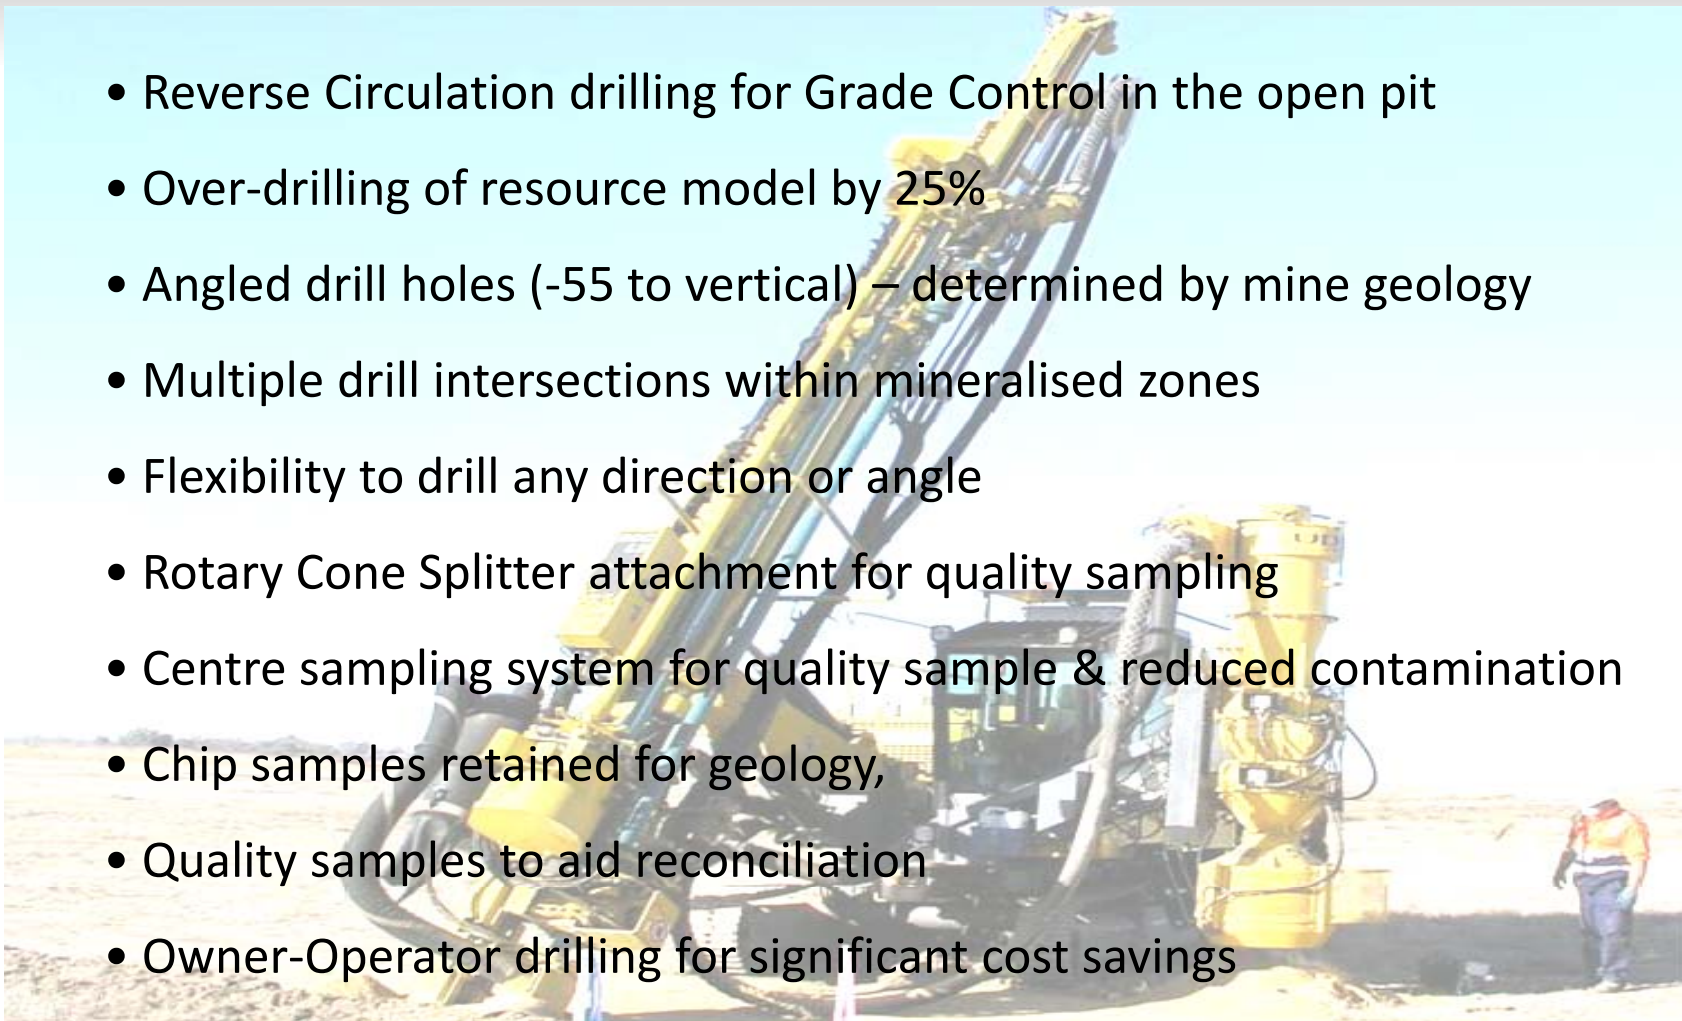 • Reverse Circulation drilling for Grade Control in the open pit
• Over-drilling of resource model by 25%
• Angled drill holes (-55 to vertical) – determined by mine geology
• Multiple drill intersections within mineralised zones
• Flexibility to drill any direction or angle
• Rotary Cone Splitter attachment for quality sampling
• Centre sampling system for quality sample & reduced contamination
• Chip samples retained for geology,
• Quality samples to aid reconciliation
• Owner-Operator drilling for significant cost savings